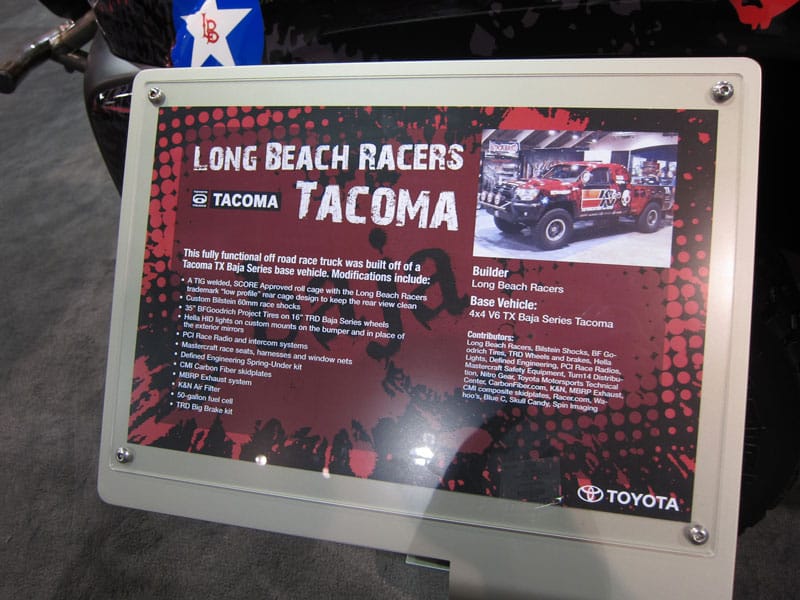 LB
LONG BEACH RACERS
TACOMA
TACOMA
This fully functional off road race truck was built off of a
Tacoma TX Baja Series base vehicle. Modifications include:
• A TIG welded, SCORE Approved roll cage with the Long Beach Racers
trademark "low profile" rear cage design to keep the rear view clean
• Custom Bilstein 60mm race shocks
• 35" BFGoodrich Project Tires on 16" TRD Baja Series wheels
• Hella HID lights on custom mounts on the bumper and in place of
the exterior mirrors
• PCI Race Radio and intercom systems
• Mastercraft race seats, harnesses and window nets
• Defined Engineering Spring-Under kit
• CMI Carbon Fiber skidplates
• MBRP Exhaust system
• K&N Air Filter
• 50-gallon fuel cell
• TRD Big Brake kit
Baja
K&N
Builder
Long Beach Racers
Base Vehicle:
4x4 V6 TX Baja Series Tacoma
Contributors:
Long Beach Racers, Bilstein Shocks, BF Go-
odrich Tires, TRD Wheels and brakes, Hella
Lights, Defined Engineering, PCI Race Radios,
Mastercraft Safety Equipment, Turn14 Distribu-
tion, Nitro Gear, Toyota Motorsports Technical
Center, CarbonFiber.com, K&N, MBRP Exhaust,
CMI composite skidplates, Racer.com, Wa-
hoo's, Blue C, Skull Candy, Spin Imaging
TOYOTA